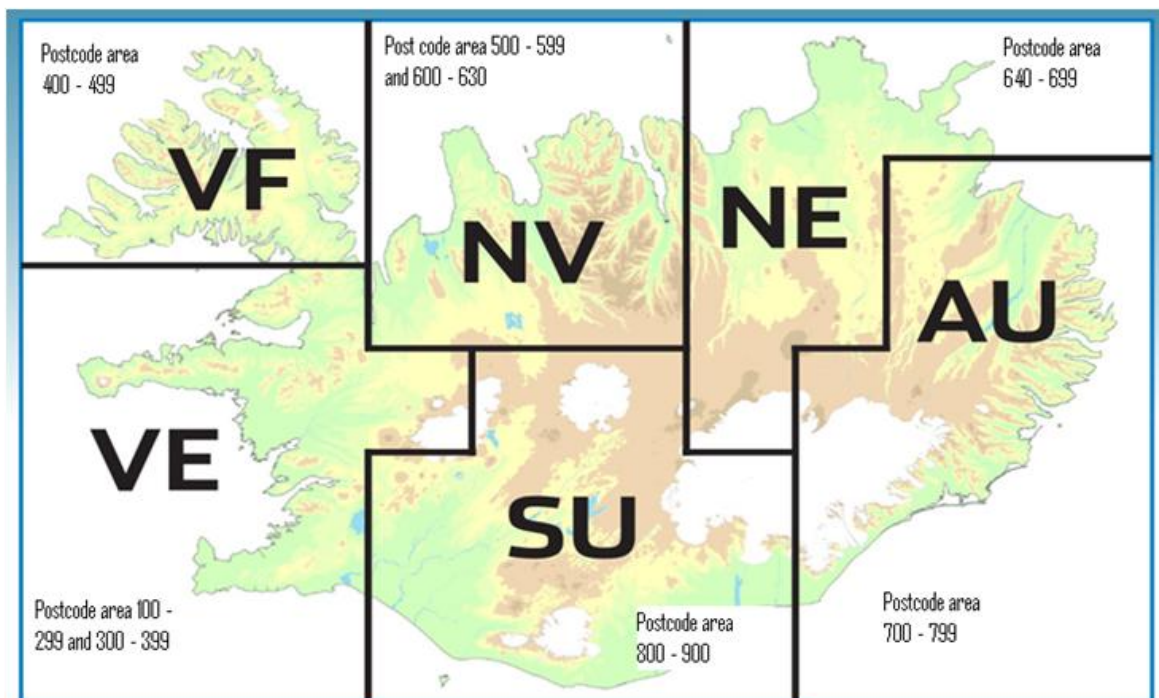 Postcode area
400 - 499
Post code area 500 - 599
and 600 - 630
Postcode area
640 - 699
VF
NV
NE
AU
VE
SU
Postcode area 100 -
299 and 300 - 399
Postcode area
800 - 900
Postcode area
700 - 799